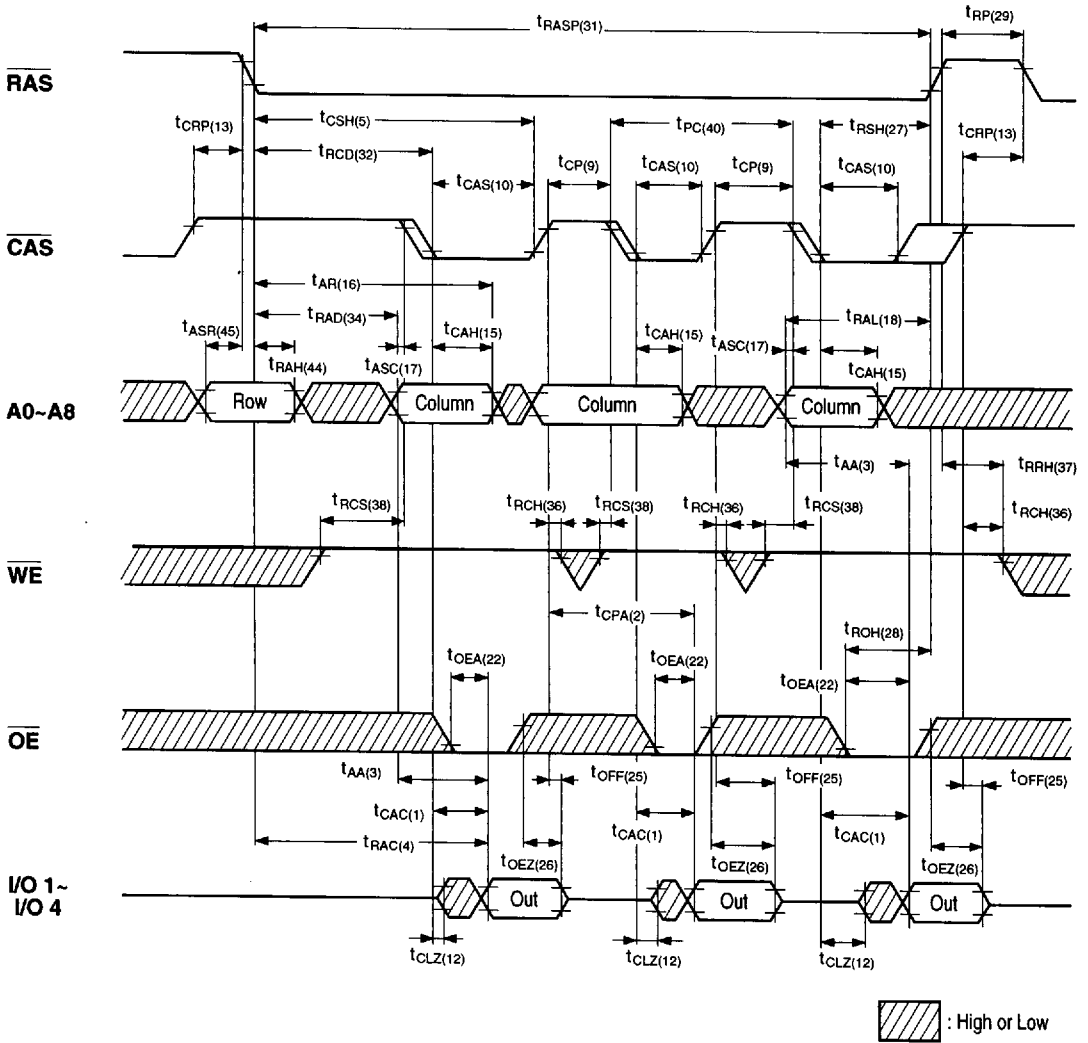 tRASP(31)
tRP(29)
RAS
tCRP(13)
tCSH(5)
tPC(40)
tRSH(27)
tCRP(13)
tRCD(32)
tCAS(10)
tCP(9)
tCAS(10)
tCP(9)
tCAS(10)
CAS
tAR(16)
tASR(45)
tRAD(34)
tCAH(15)
tCAH(15)
tRAL(18)
tRAH(44)
tASC(17)
tASC(17)
tCAH(15)
A0~A8
Row
Column
Column
Column
tAA(3)
tRRH(37)
tRCS(38)
tRCH(36)
tRCS(38)
tRCH(36)
tRCS(38)
tRCH(36)
WE
tCPA(2)
tROH(28)
tOEA(22)
tOEA(22)
tOEA(22)
OE
tAA(3)
tOFF(25)
tOFF(25)
tOFF(25)
tCAC(1)
tCAC(1)
tCAC(1)
tRAC(4)
tOEZ(26)
tOEZ(26)
tOEZ(26)
I/O 1~
I/O 4
Out
Out
Out
tCLZ(12)
tCLZ(12)
tCLZ(12)
: High or Low